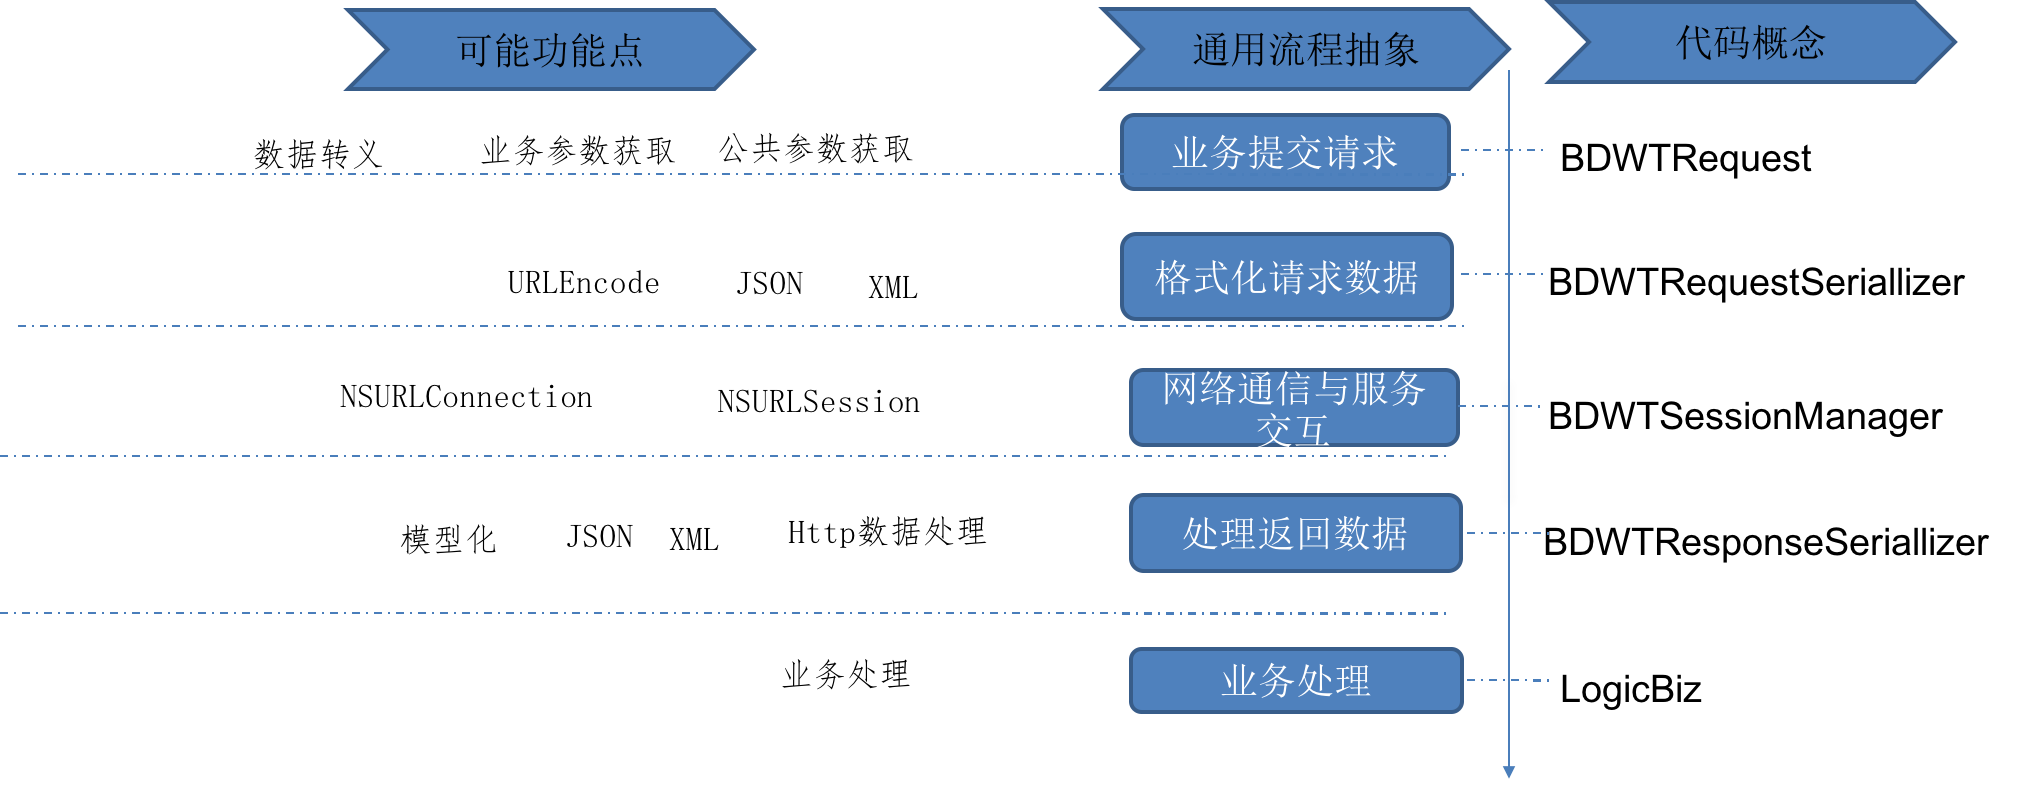 可能功能点
通用流程抽象
代码概念
数据转义
业务参数获取
公共参数获取
业务提交请求
BDWTRequest
URLEncode
JSON
XML
格式化请求数据
BDWTRequestSeriallizer
NSURLConnection
NSURLSession
网络通信与服务
交互
BDWTSessionManager
模型化
JSON
XML
Http数据处理
处理返回数据
BDWTResponseSeriallizer
业务处理
业务处理
LogicBiz